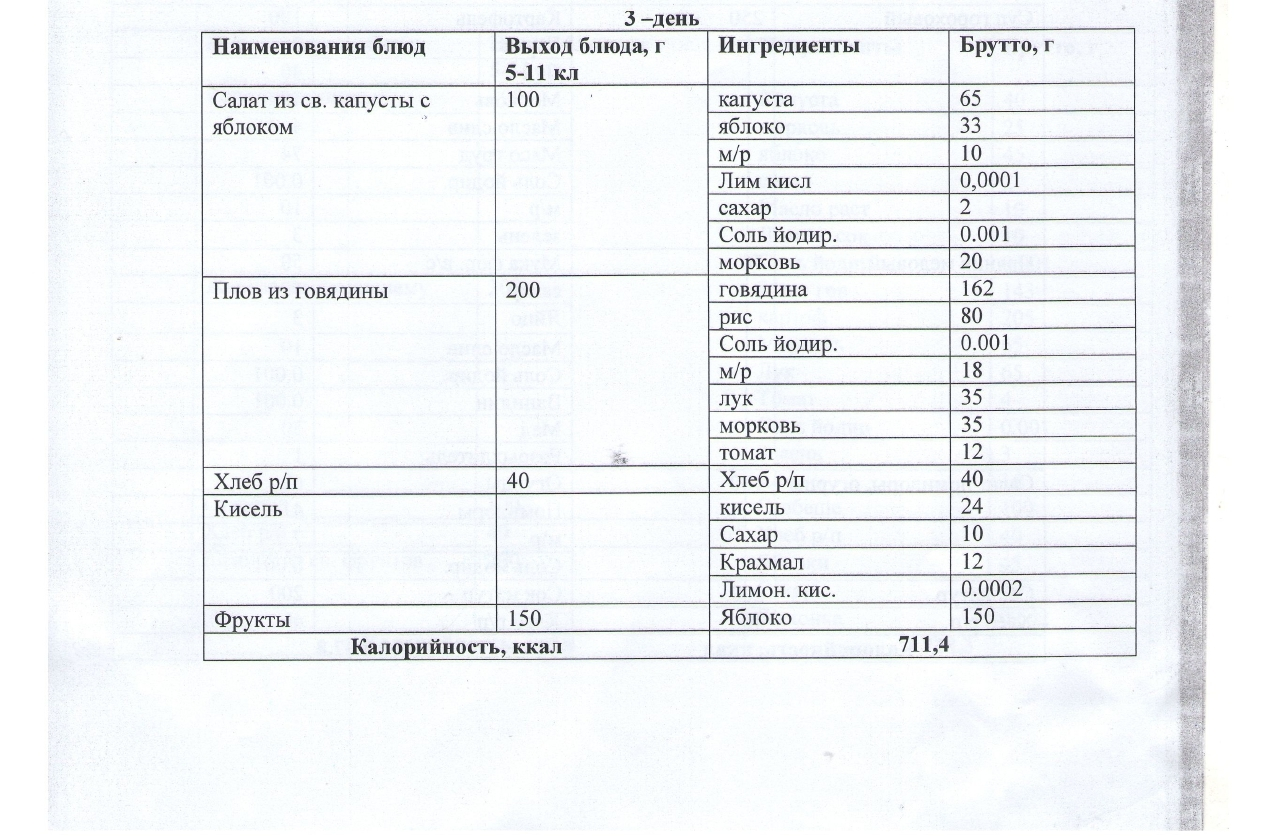 3 –день
Наименования блюд Выход блюда, г Ингредиенты Брутто, г
5-11 кл
Салат из св. капусты с 100 капуста 65
яблоком яблоко 33
м/р 10
Лим кисл 0,0001
сахар 2
Соль йодир. 0.001
морковь 20
Плов из говядины 200 говядина 162
рис 80
Соль йодир. 0.001
м/р 18
лук 35
морковь 35
томат 12
Хлеб р/п 40 Хлеб р/п 40
Кисель кисель 24
Сахар 10
Крахмал 12
Лимон. кис. 0.0002
Фрукты 150 Яблоко 150
Калорийность, ккал 711,4